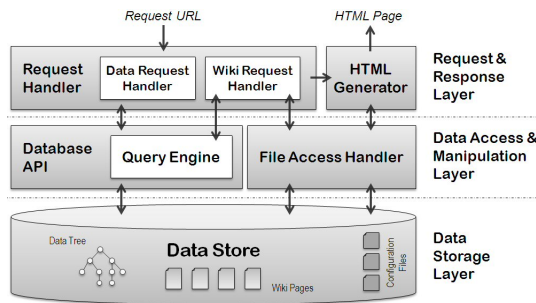 Request URL
HTML Page
Request
Handler
Data Request
Handler
Wiki Request
Handler
HTML
Generator
Request &
Response
Layer
Database
API
Query Engine
File Access Handler
Data Access &
Manipulation
Layer
Data Tree
Data Store
Wiki Pages
Configuration
Files
Data
Storage
Layer